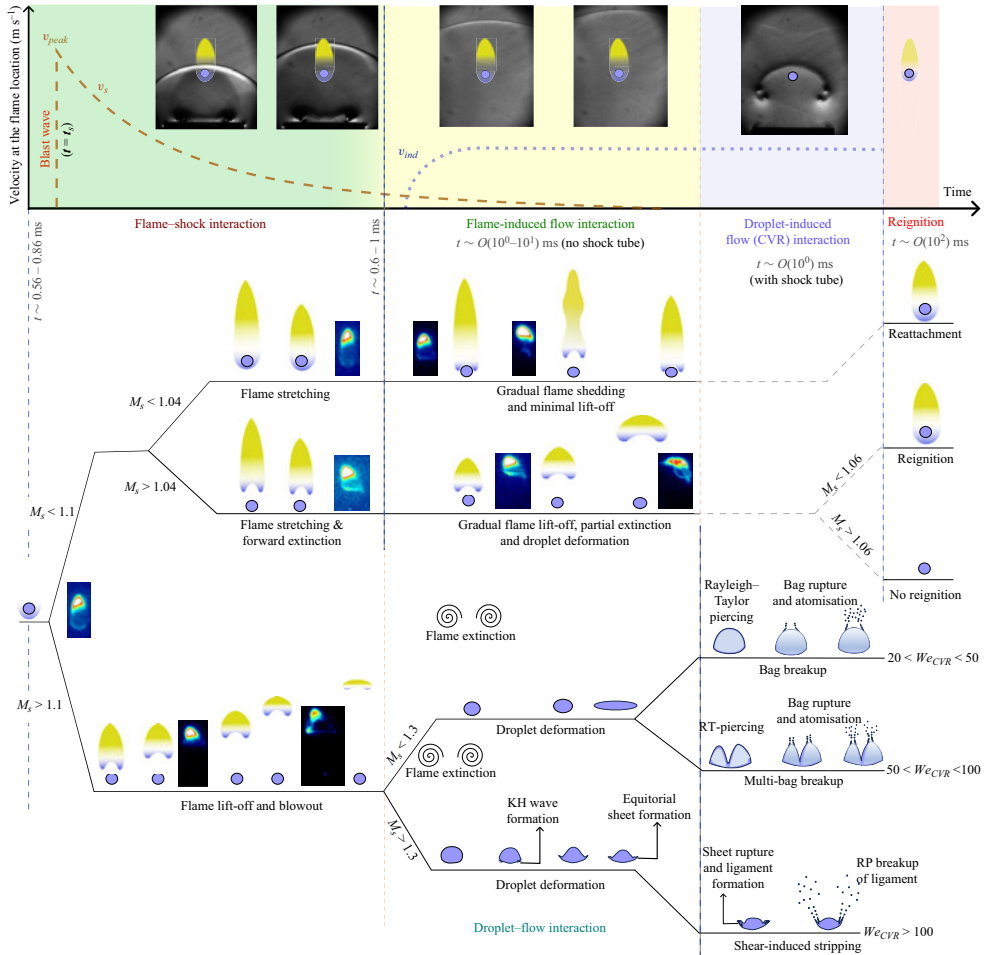 Velocity at the flame location (m s⁻¹)
v_peak
v_s
Blast wave
(t = t_s)
v_ind
Time
Flame–shock interaction
Flame-induced flow interaction
t ~ O(10⁰–10¹) ms (no shock tube)
Droplet-induced
flow (CVR) interaction
t ~ O(10⁰) ms
(with shock tube)
Reignition
t ~ O(10²) ms
t ~ 0.56 – 0.86 ms
t ~ 0.6 – 1 ms
Reattachment
M_s < 1.04
Flame stretching
Gradual flame shedding
and minimal lift-off
M_s > 1.04
Reignition
M_s < 1.06
M_s < 1.1
Flame stretching &
forward extinction
Gradual flame lift-off, partial extinction
and droplet deformation
M_s > 1.06
No reignition
Rayleigh–
Taylor
piercing
Bag rupture
and atomisation
Flame extinction
20 < We_CVR < 50
Bag breakup
M_s > 1.1
RT-piercing
Bag rupture
and atomisation
M_s < 1.3
Droplet deformation
Flame extinction
50 < We_CVR <100
Multi-bag breakup
Flame lift-off and blowout
KH wave
formation
Equitorial
sheet formation
M_s > 1.3
Droplet deformation
Sheet rupture
and ligament
formation
RP breakup
of ligament
Droplet–flow interaction
We_CVR > 100
Shear-induced stripping